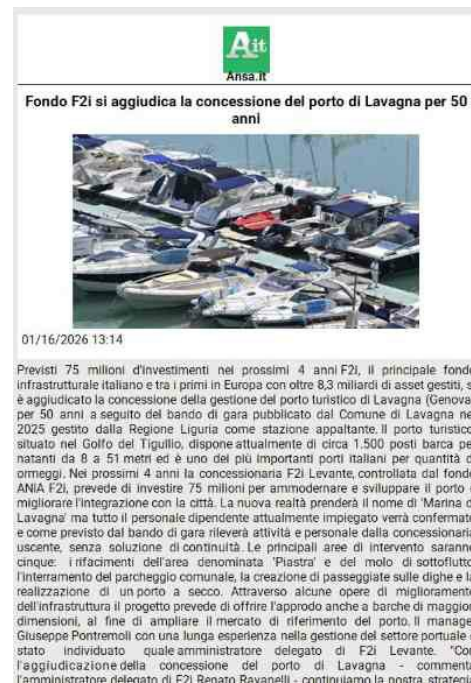 Ait
Ansa.it
Fondo F2i si aggiudica la concessione del porto di Lavagna per 50
anni
01/16/2026 13:14
Previsti 75 milioni d'investimenti nei prossimi 4 anni F2i, il principale fondo
infrastrutturale italiano e tra i primi in Europa con oltre 8,3 miliardi di asset gestiti, s
è aggiudicato la concessione della gestione del porto turistico di Lavagna (Genova
per 50 anni a seguito del bando di gara pubblicato dal Comune di Lavagna ne
2025 gestito dalla Regione Liguria come stazione appaltante. Il porto turistico
situato nel Golfo del Tigullio, dispone attualmente di circa 1.500 posti barca pe
natanti da 8 a 51 metri ed è uno dei più importanti porti italiani per quantità d
ormeggi. Nei prossimi 4 anni la concessionaria F2i Levante, controllata dal fondo
ANIA F2i, prevede di investire 75 milioni per ammodernare e sviluppare il porto
migliorare l'integrazione con la città. La nuova realtà prenderà il nome di 'Marina d
Lavagna' ma tutto il personale dipendente attualmente impiegato verrà confermato
e come previsto dal bando di gara rileverà attività e personale dalla concessionaria
uscente, senza soluzione di continuità. Le principali aree di intervento saranno
cinque: i rifacimenti dell'area denominata 'Piastra' e del molo di sottoflutto
l'interramento del parcheggio comunale, la creazione di passeggiate sulle dighe e la
realizzazione di un porto a secco. Attraverso alcune opere di miglioramento
dell'infrastruttura il progetto prevede di offrire l'approdo anche a barche di maggior
dimensioni, al fine di ampliare il mercato di riferimento del porto. Il manage
Giuseppe Pontremoli con una lunga esperienza nella gestione del settore portuale
stato individuato quale amministratore delegato di F2i Levante. "Con
l'aggiudicazione della concessione del porto di Lavagna - commenta
l'amministratore delegato di F2i Renato Ravanelli - continuiamo la nostra strategia